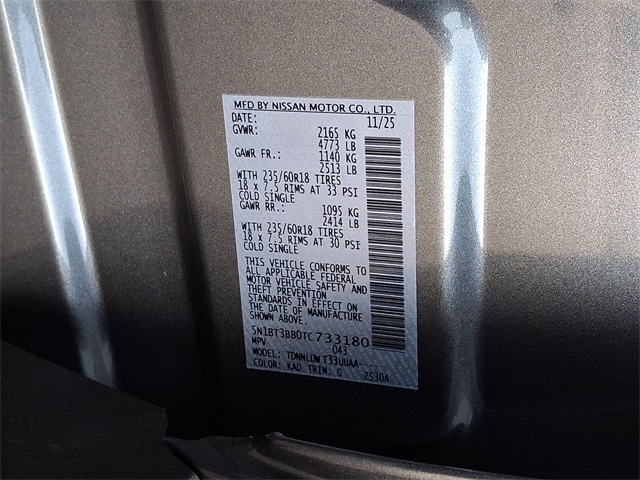 MFD BY NISSAN MOTOR CO., LTD.
DATE: 11/25
GVWR: 2165 KG
4773 LB
GAWR FR.: 1140 KG
2513 LB
WITH 235/60R18 TIRES
18 x 7.5 RIMS AT 33 PSI
COLD SINGLE
GAWR RR.: 1095 KG
2414 LB
WITH 235/60R18 TIRES
18 x 7.5 RIMS AT 30 PSI
COLD SINGLE
THIS VEHICLE CONFORMS TO
ALL APPLICABLE FEDERAL
MOTOR VEHICLE SAFETY AND
THEFT PREVENTION
STANDARDS IN EFFECT ON
THE DATE OF MANUFACTURE
SHOWN ABOVE.
5N1BT3BB0TC733180
MPV 043
MODEL: TDNNLDW T33UUAA--
COLOR: KAD TRIM: G 2530A